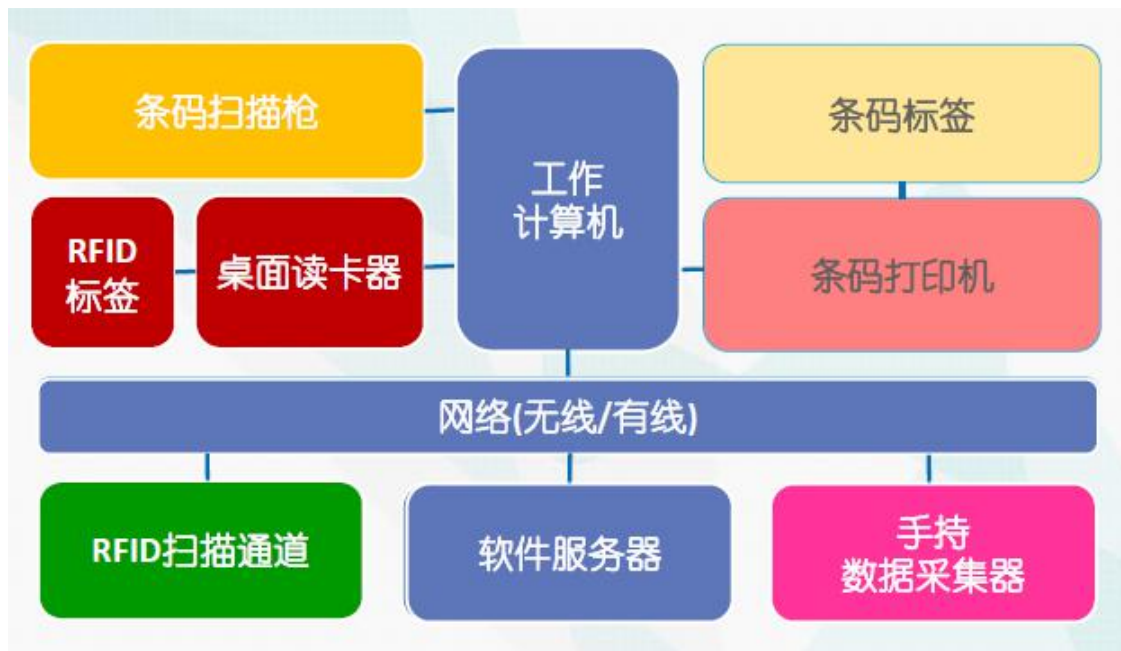 条码扫描枪
工作
计算机
条码标签
RFID
标签
桌面读卡器
条码打印机
网络(无线/有线)
RFID扫描通道
软件服务器
手持
数据采集器